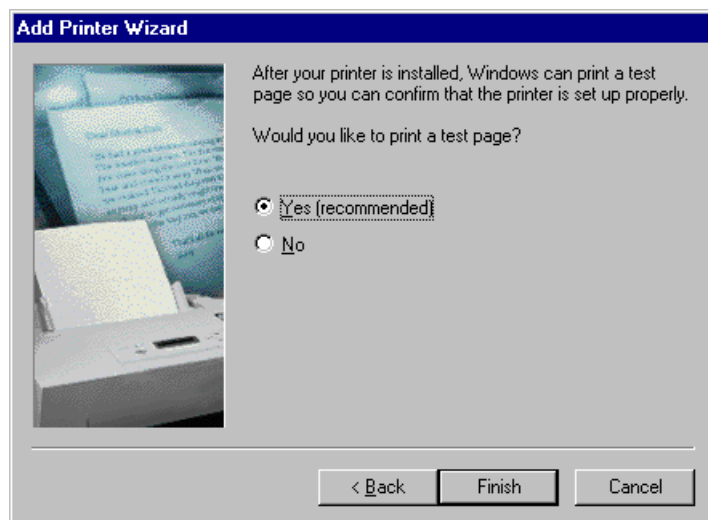 Add Printer Wizard
After your printer is installed, Windows can print a test
page so you can confirm that the printer is set up properly.
Would you like to print a test page?
Yes (recommended)
No
< Back
Finish
Cancel